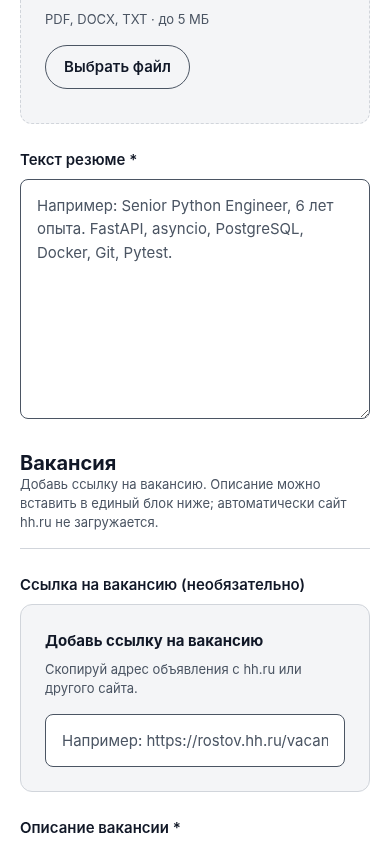 PDF, DOCX, TXT · до 5 МБ
Выбрать файл
Текст резюме *
Например: Senior Python Engineer, 6 лет
опыта. FastAPI, asyncio, PostgreSQL,
Docker, Git, Pytest.
Вакансия
Добавь ссылку на вакансию. Описание можно
вставить в единый блок ниже; автоматически сайт
hh.ru не загружается.
Ссылка на вакансию (необязательно)
Добавь ссылку на вакансию
Скопируй адрес объявления с hh.ru или
другого сайта.
Например: https://rostov.hh.ru/vacan
Описание вакансии *